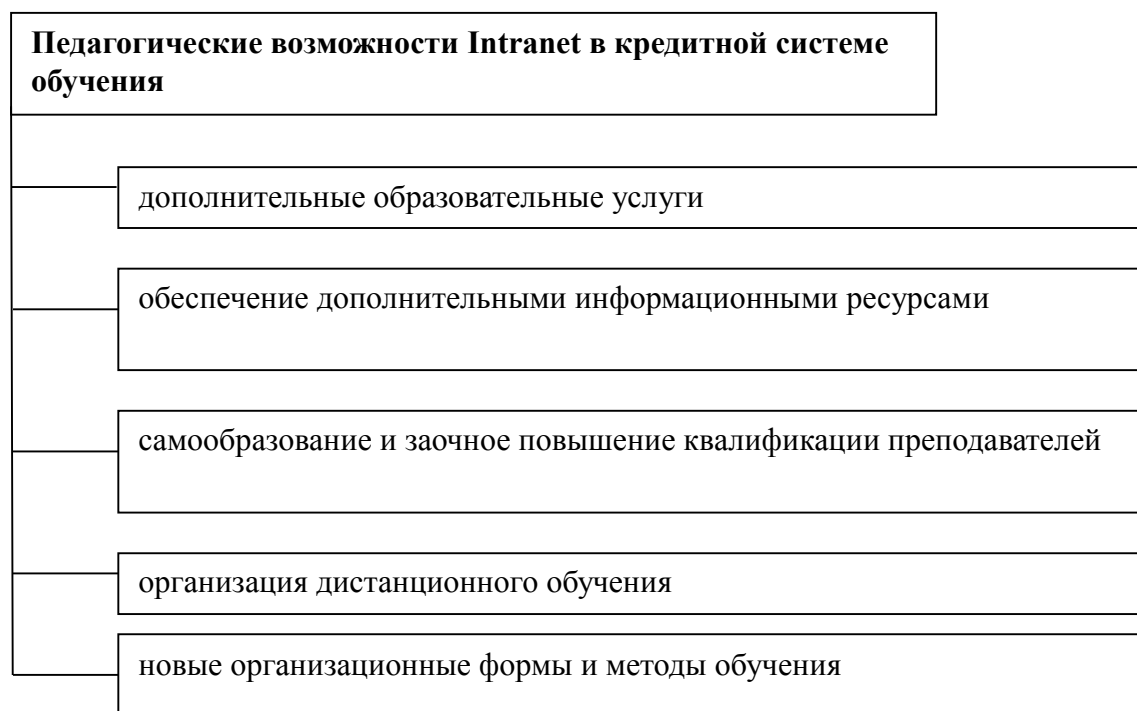 Педагогические возможности Intranet в кредитной системе
обучения
дополнительные образовательные услуги
обеспечение дополнительными информационными ресурсами
самообразование и заочное повышение квалификации преподавателей
организация дистанционного обучения
новые организационные формы и методы обучения